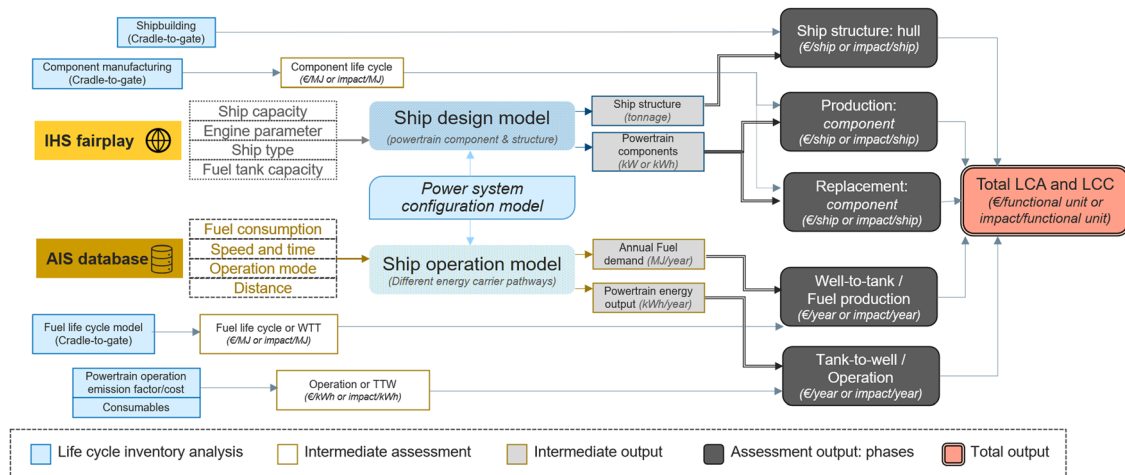 Shipbuilding
(Cradle-to-gate)
Component manufacturing
(Cradle-to-gate)
Component life cycle
(€/MJ or impact/MJ)
IHS fairplay
Ship capacity
Engine parameter
Ship type
Fuel tank capacity
Ship design model
(powertrain component & structure)
Ship structure
(tonnage)
Powertrain
components
(kW or kWh)
Power system
configuration model
AIS database
Fuel consumption
Speed and time
Operation mode
Distance
Ship operation model
(Different energy carrier pathways)
Annual Fuel
demand (MJ/year)
Powertrain energy
output (kWh/year)
Fuel life cycle model
(Cradle-to-gate)
Fuel life cycle or WTT
(€/MJ or impact/MJ)
Powertrain operation
emission factor/cost
Consumables
Operation or TTW
(€/kWh or impact/kWh)
Ship structure: hull
(€/ship or impact/ship)
Production:
component
(€/ship or impact/ship)
Replacement:
component
(€/ship or impact/ship)
Well-to-tank /
Fuel production
(€/year or impact/year)
Tank-to-well /
Operation
(€/year or impact/year)
Total LCA and LCC
(€/functional unit or
impact/functional unit)
Life cycle inventory analysis
Intermediate assessment
Intermediate output
Assessment output: phases
Total output